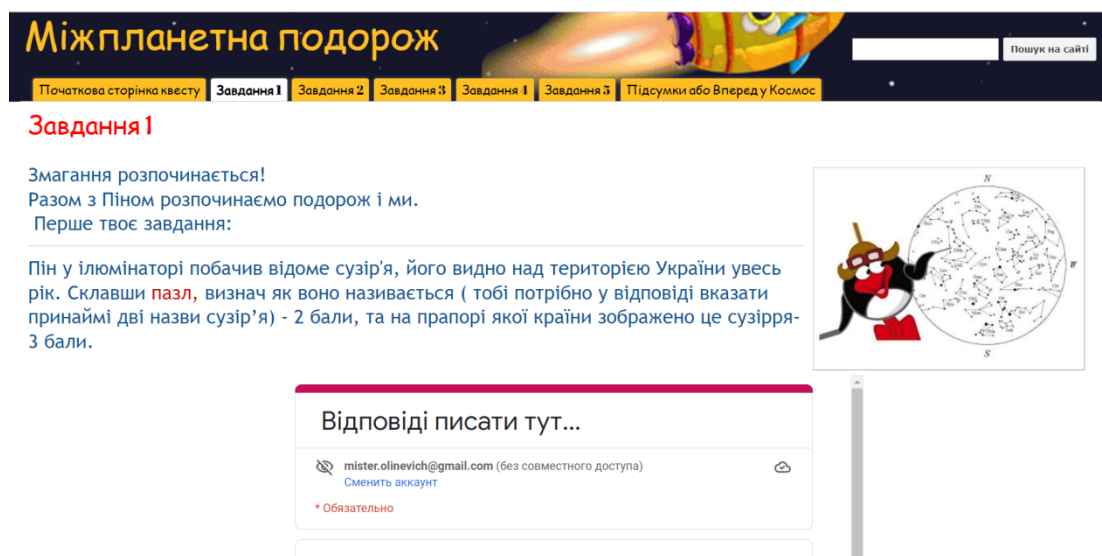 Міжпланетна подорож
Пошук на сайті
Початкова сторінка квесту Завдання 1 Завдання 2 Завдання 3 Завдання 4 Завдання 5 Підсумки або Вперед у Космос
Завдання 1
Змагання розпочинається!
Разом з Піном розпочинаємо подорож і ми.
Перше твоє завдання:
Пін у ілюмінаторі побачив відоме сузір'я, його видно над територією України увесь
рік. Склавши пазл, визнач як воно називається ( тобі потрібно у відповіді вказати
принаймі дві назви сузір’я) - 2 бали, та на прапорі якої країни зображено це сузірря-
3 бали.
N
W
S
Відповіді писати тут...
mister.olinevich@gmail.com (без совместного доступа)
Сменить аккаунт
* Обязательно